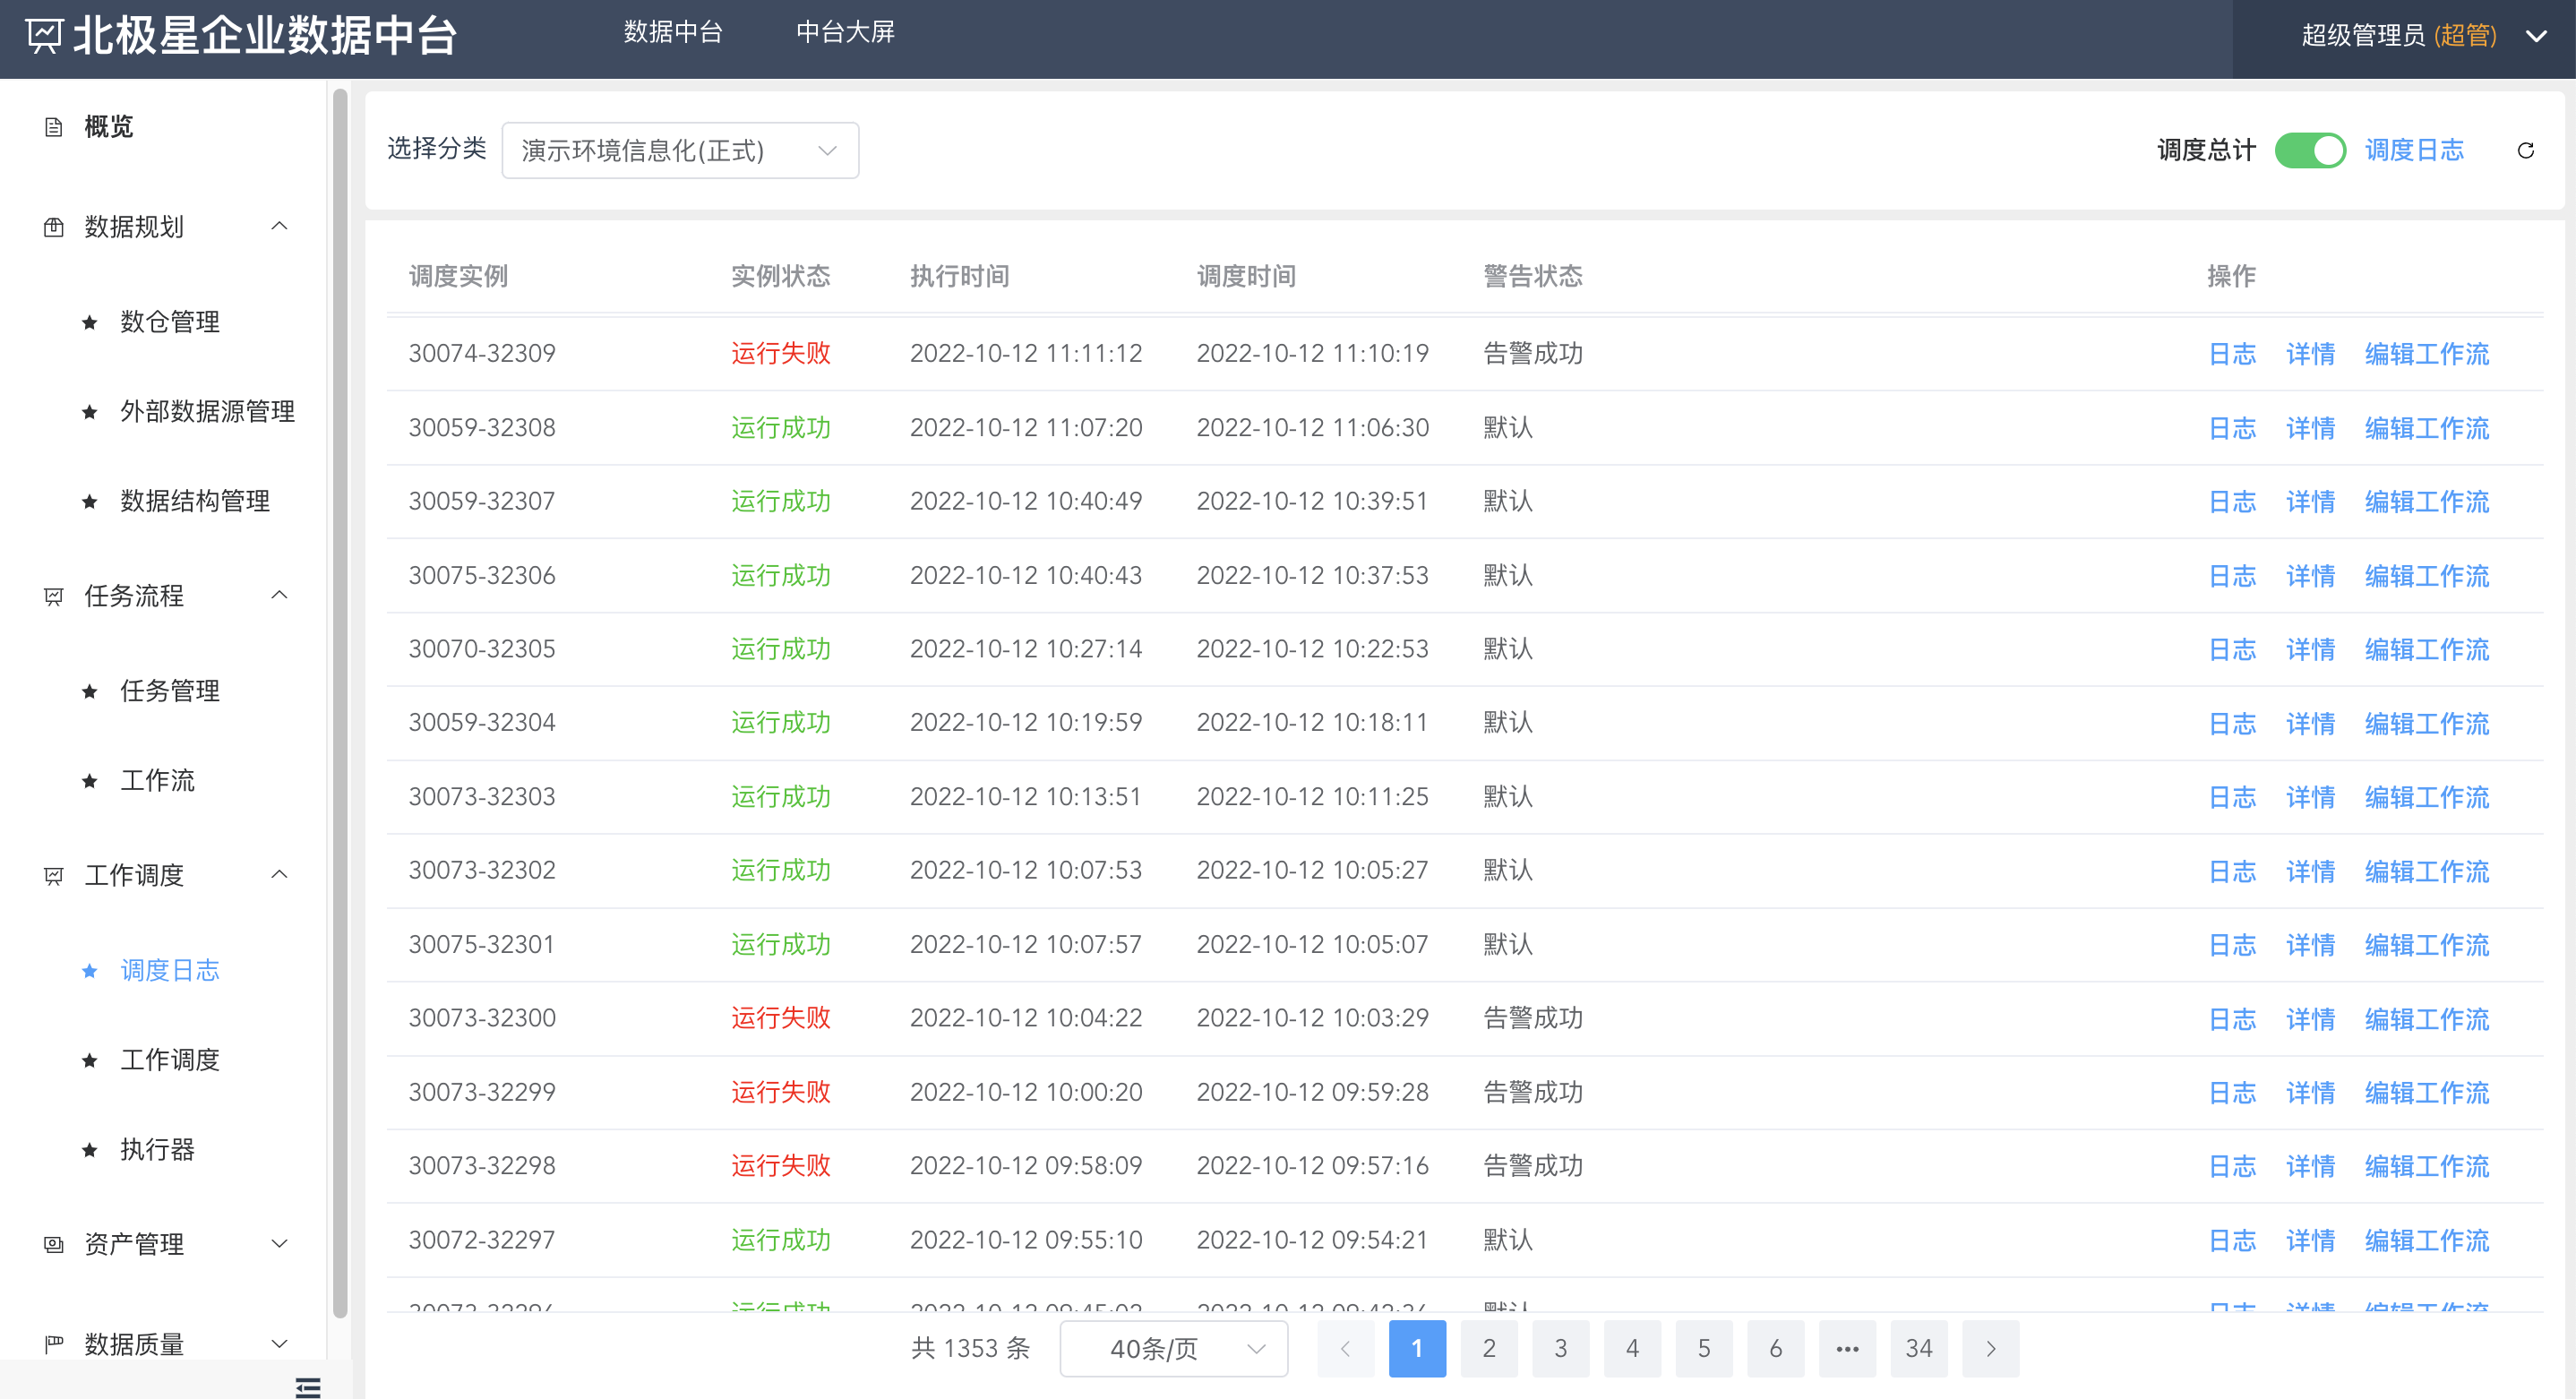 北极星企业数据中台
数据中台 中台大屏
超级管理员 (超管)
概览
数据规划
数仓管理
外部数据源管理
数据结构管理
任务流程
任务管理
工作流
工作调度
调度日志
工作调度
执行器
资产管理
数据质量
选择分类 演示环境信息化(正式)
调度总计 调度日志
调度实例 实例状态 执行时间 调度时间 警告状态 操作
30074-32309 运行失败 2022-10-12 11:11:12 2022-10-12 11:10:19 告警成功 日志 详情 编辑工作流
30059-32308 运行成功 2022-10-12 11:07:20 2022-10-12 11:06:30 默认 日志 详情 编辑工作流
30059-32307 运行成功 2022-10-12 10:40:49 2022-10-12 10:39:51 默认 日志 详情 编辑工作流
30075-32306 运行成功 2022-10-12 10:40:43 2022-10-12 10:37:53 默认 日志 详情 编辑工作流
30070-32305 运行成功 2022-10-12 10:27:14 2022-10-12 10:22:53 默认 日志 详情 编辑工作流
30059-32304 运行成功 2022-10-12 10:19:59 2022-10-12 10:18:11 默认 日志 详情 编辑工作流
30073-32303 运行成功 2022-10-12 10:13:51 2022-10-12 10:11:25 默认 日志 详情 编辑工作流
30073-32302 运行成功 2022-10-12 10:07:53 2022-10-12 10:05:27 默认 日志 详情 编辑工作流
30075-32301 运行成功 2022-10-12 10:07:57 2022-10-12 10:05:07 默认 日志 详情 编辑工作流
30073-32300 运行失败 2022-10-12 10:04:22 2022-10-12 10:03:29 告警成功 日志 详情 编辑工作流
30073-32299 运行失败 2022-10-12 10:00:20 2022-10-12 09:59:28 告警成功 日志 详情 编辑工作流
30073-32298 运行失败 2022-10-12 09:58:09 2022-10-12 09:57:16 告警成功 日志 详情 编辑工作流
30072-32297 运行成功 2022-10-12 09:55:10 2022-10-12 09:54:21 默认 日志 详情 编辑工作流
运行成功 默认 日志 详情 编辑工作流
共 1353 条 40条/页 1 2 3 4 5 6 ••• 34